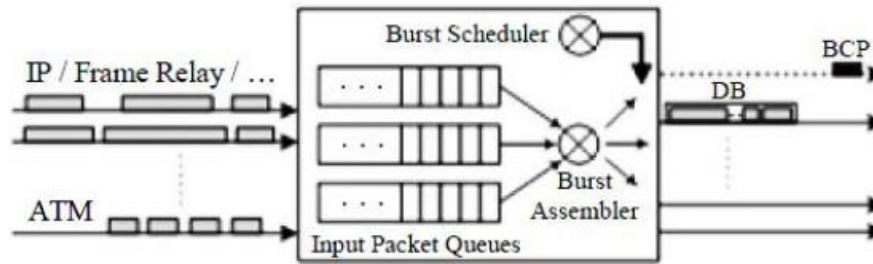 Burst Scheduler
BCP
IP / Frame Relay / …
DB
. . .
. . .
Burst
Assembler
ATM
. . .
Input Packet Queues